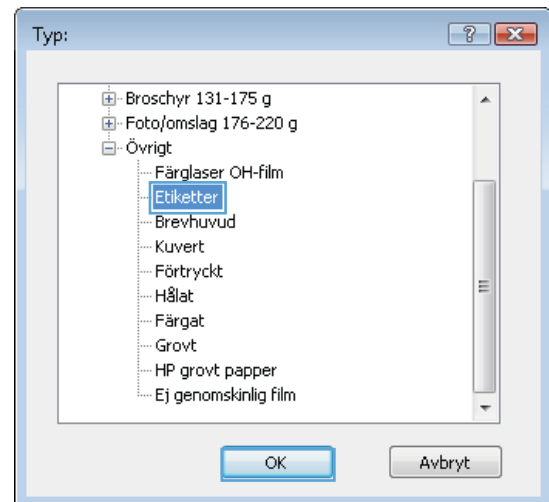 Typ:
Broschyr 131-175 g
Foto/omslag 176-220 g
Övrigt
Färglaser OH-film
Etiketter
Brevhuvud
Kuvert
Förtryckt
Hålat
Färgat
Grovt
HP grovt papper
Ej genomskinlig film
OK Avbryt